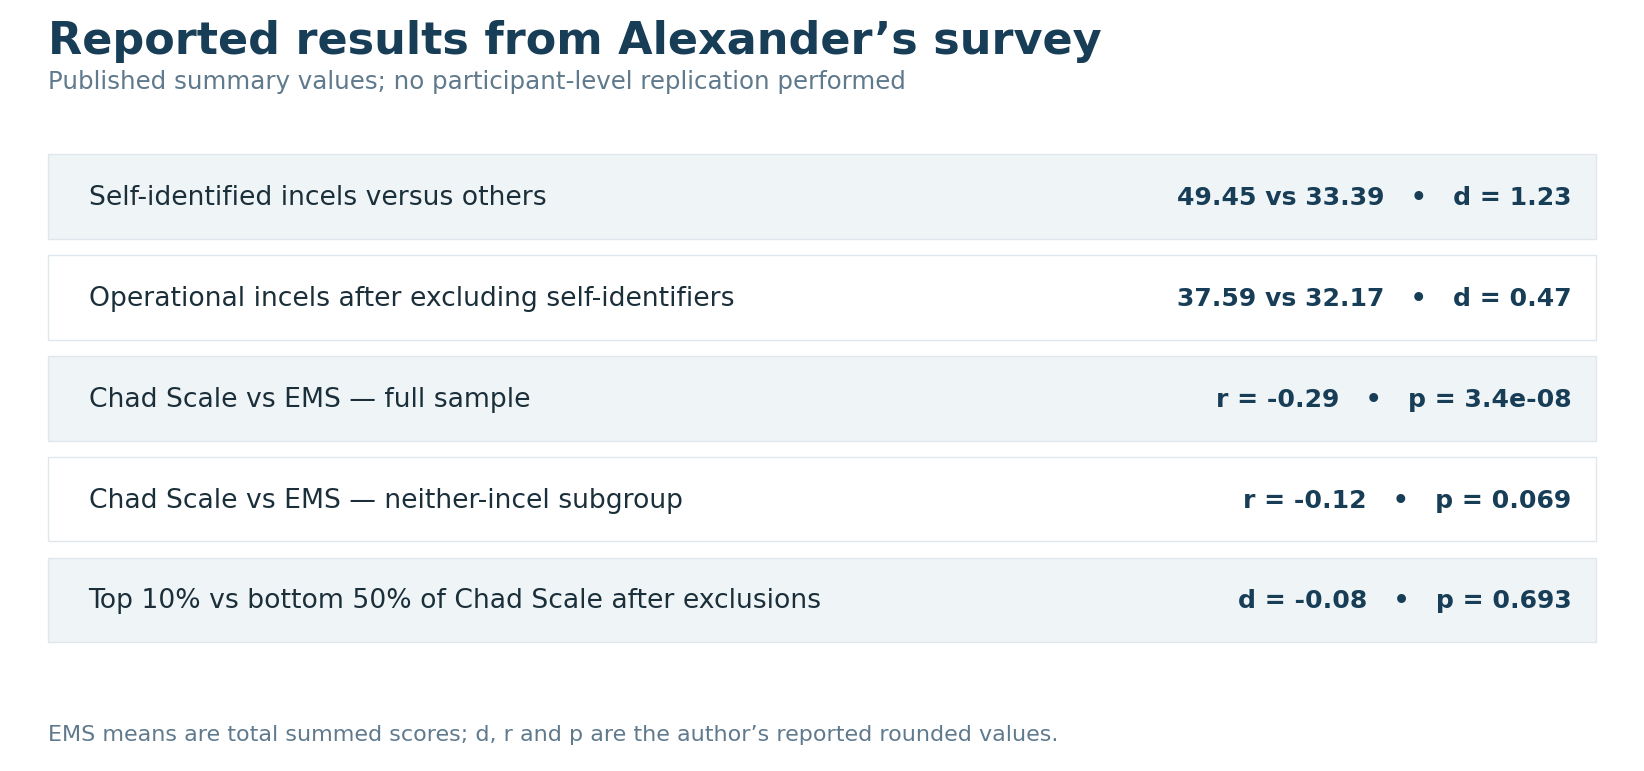 Reported results from Alexander’s survey
Published summary values; no participant-level replication performed
Self-identified incels versus others 49.45 vs 33.39 • d = 1.23
Operational incels after excluding self-identifiers 37.59 vs 32.17 • d = 0.47
Chad Scale vs EMS — full sample r = -0.29 • p = 3.4e-08
Chad Scale vs EMS — neither-incel subgroup r = -0.12 • p = 0.069
Top 10% vs bottom 50% of Chad Scale after exclusions d = -0.08 • p = 0.693
EMS means are total summed scores; d, r and p are the author’s reported rounded values.